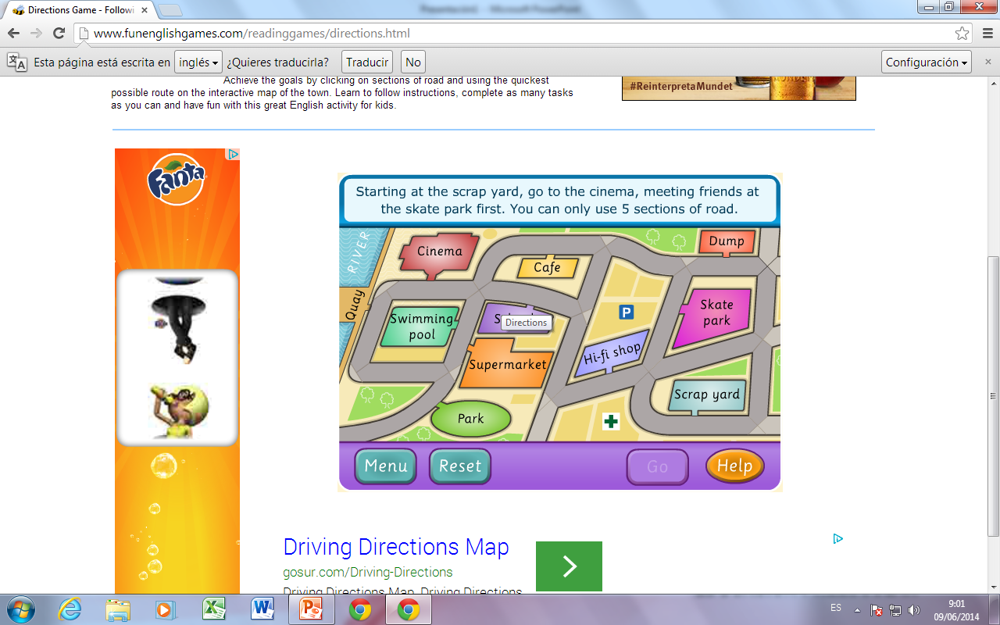 Directions Game - Followi
Presentación1 - Microsoft PowerPoint
www.funenglishgames.com/readinggames/directions.html
Esta página está escrita en inglés ¿Quieres traducirla? Traducir No Configuración
Achieve the goals by clicking on sections of road and using the quickest
possible route on the interactive map of the town. Learn to follow instructions, complete as many tasks
as you can and have fun with this great English activity for kids.
#ReinterpretaMundet
Fanta
Starting at the scrap yard, go to the cinema, meeting friends at
the skate park first. You can only use 5 sections of road.
RIVER
Cinema
Dump
Cafe
Quay
Skate
park
P
Swimming
pool
Directions
Hi-fi shop
Supermarket
Scrap yard
Park
Menu Reset Go Help
Driving Directions Map
gosur.com/Driving-Directions
Driving Directions Map, Driving Directions
ES
9:01
09/06/2014